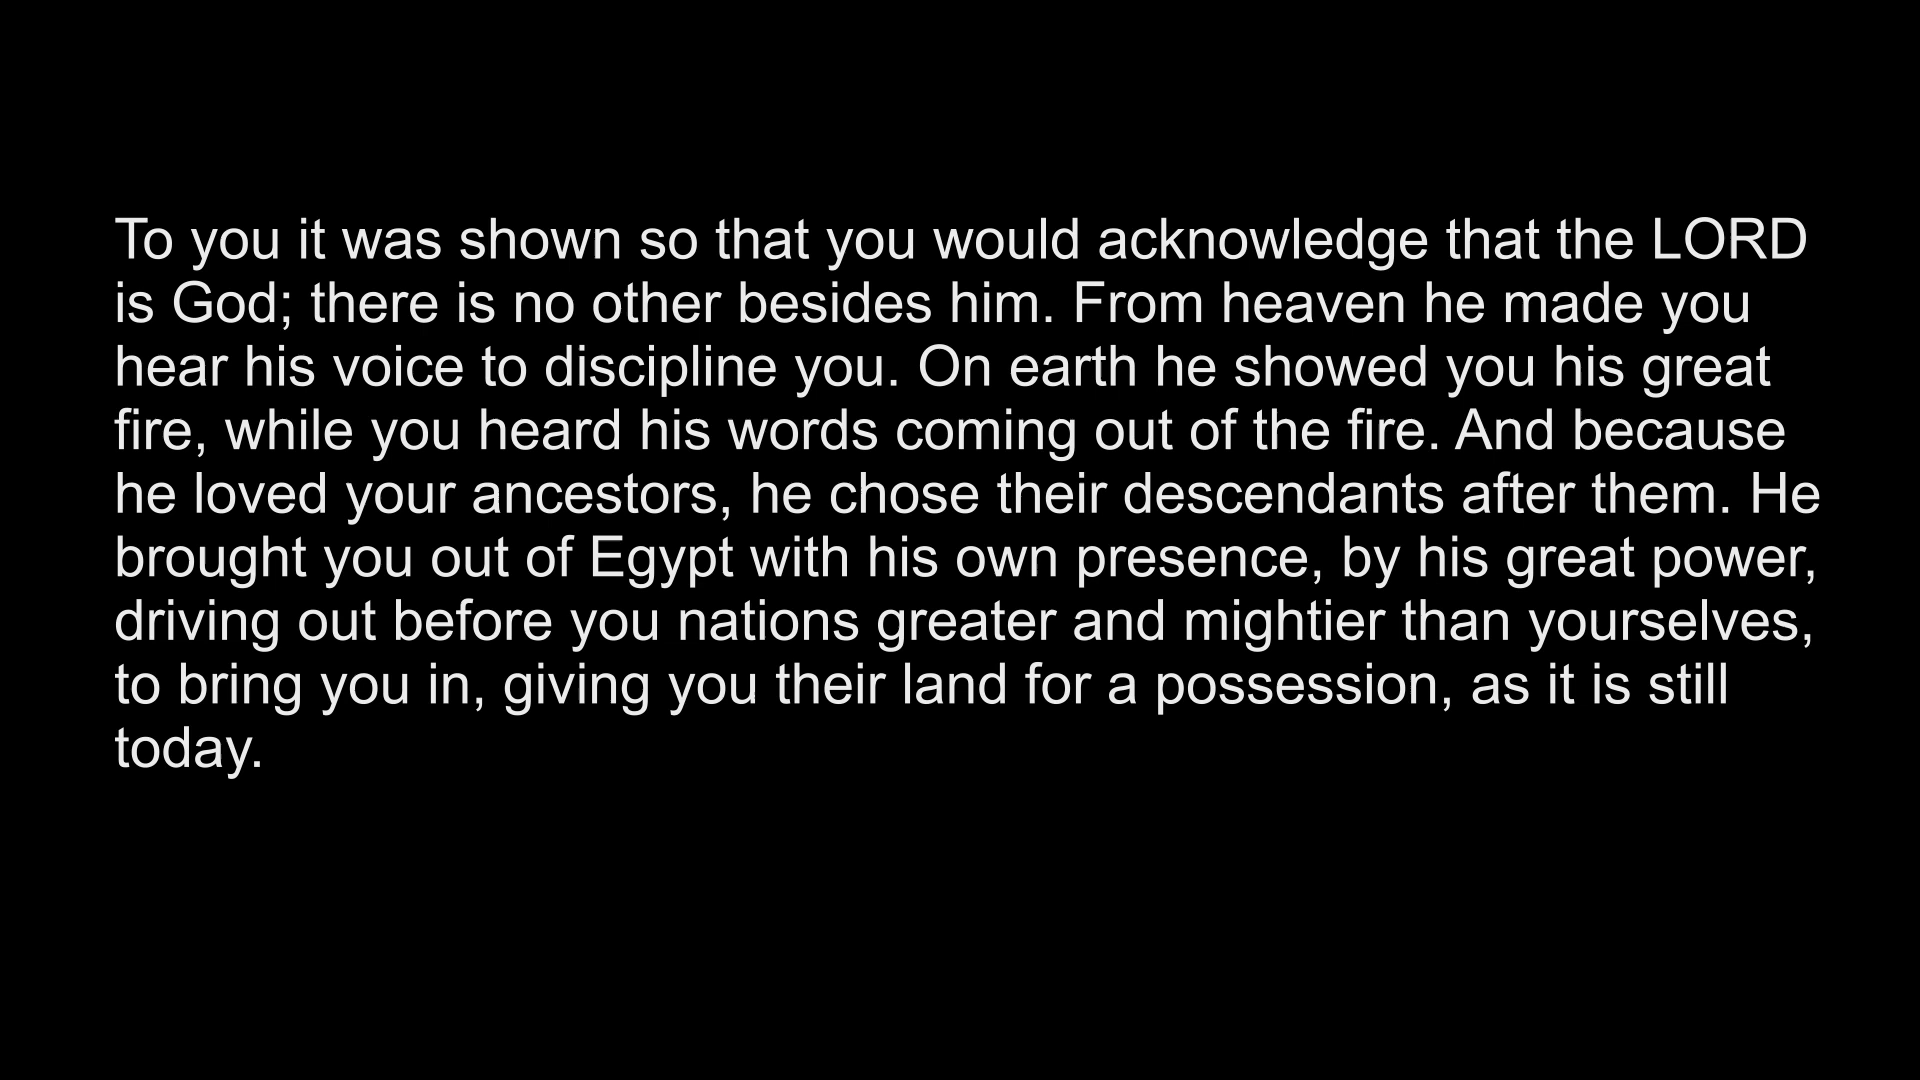 To you it was shown so that you would acknowledge that the LORD
is God; there is no other besides him. From heaven he made you
hear his voice to discipline you. On earth he showed you his great
fire, while you heard his words coming out of the fire. And because
he loved your ancestors, he chose their descendants after them. He
brought you out of Egypt with his own presence, by his great power,
driving out before you nations greater and mightier than yourselves,
to bring you in, giving you their land for a possession, as it is still
today.